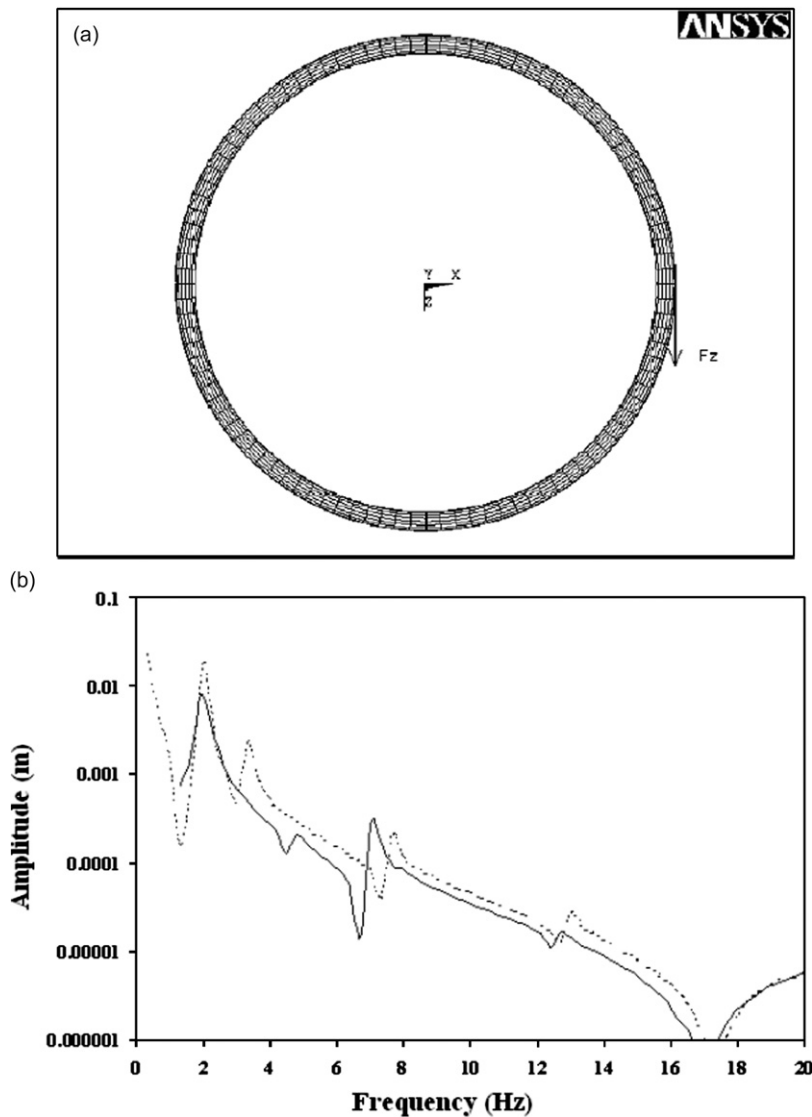 (a)
ANSYS
Y X
Z
Fz
(b)
0.1
0.01
0.001
0.0001
0.00001
0.000001
Amplitude (m)
0 2 4 6 8 10 12 14 16 18 20
Frequency (Hz)